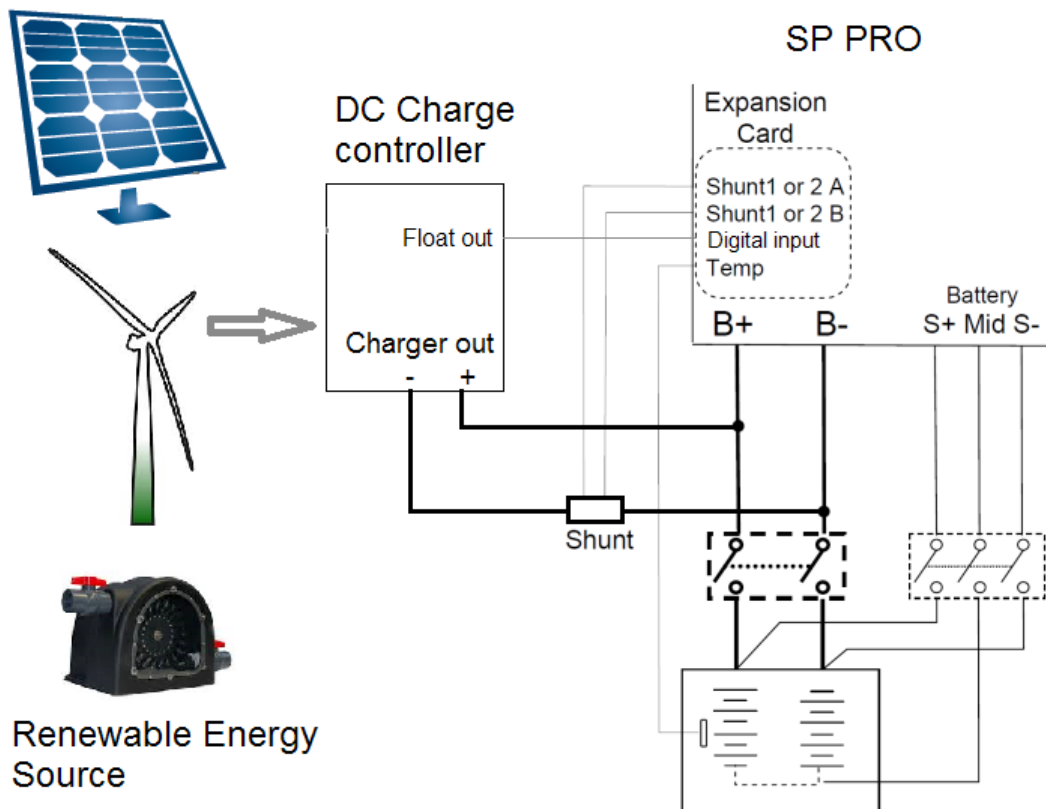 SP PRO
DC Charge
controller
Expansion
Card
Shunt1 or 2 A
Shunt1 or 2 B
Float out
Digital input
Temp
Battery
B+ B- S+ Mid S-
Charger out
- +
Shunt
Renewable Energy
Source